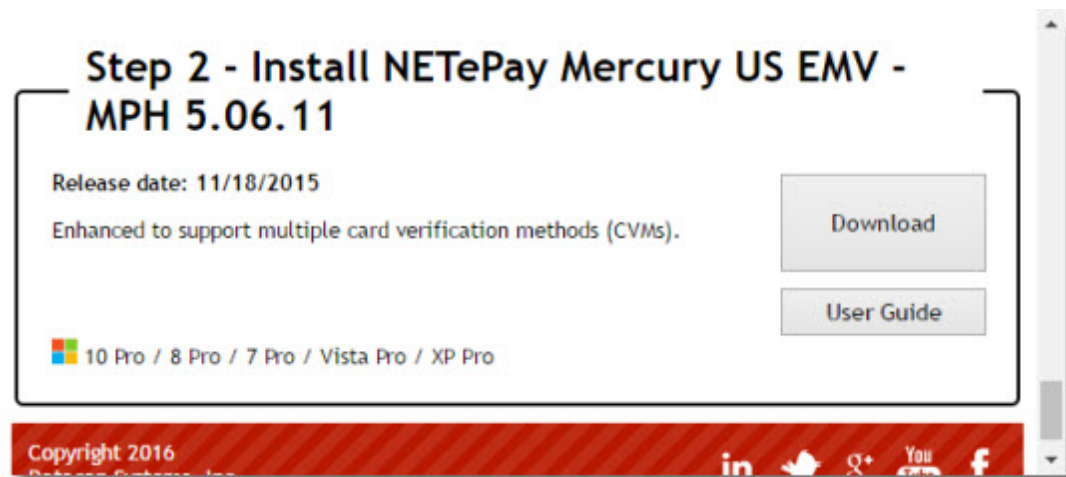 Step 2 - Install NETePay Mercury US EMV -
MPH 5.06.11
Release date: 11/18/2015
Enhanced to support multiple card verification methods (CVMs).
Download
User Guide
10 Pro / 8 Pro / 7 Pro / Vista Pro / XP Pro
Copyright 2016
in g+ You f